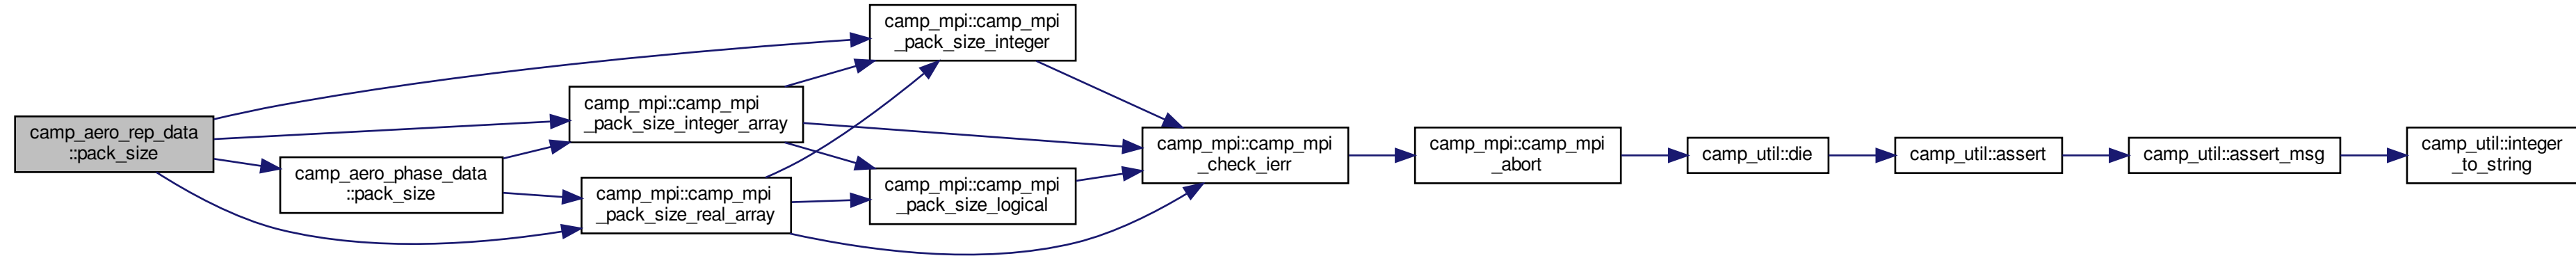 camp_aero_rep_data
::pack_size
camp_aero_phase_data
::pack_size
camp_mpi::camp_mpi
_pack_size_integer_array
camp_mpi::camp_mpi
_pack_size_real_array
camp_mpi::camp_mpi
_pack_size_integer
camp_mpi::camp_mpi
_pack_size_logical
camp_mpi::camp_mpi
_check_ierr
camp_mpi::camp_mpi
_abort
camp_util::die
camp_util::assert
camp_util::assert_msg
camp_util::integer
_to_string